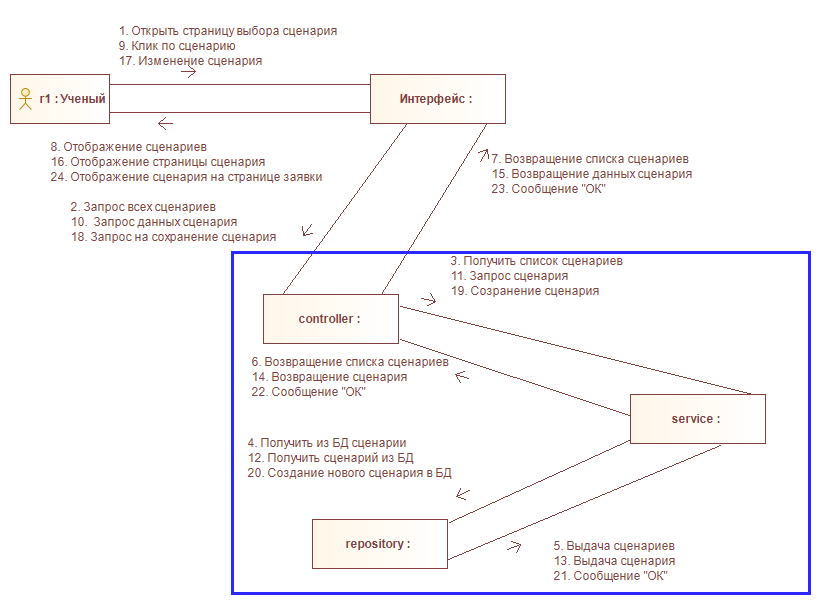 1. Открыть страницу выбора сценария
9. Клик по сценарию
17. Изменение сценария
r1 : Ученый
Интерфейс :
8. Отображение сценариев
16. Отображение страницы сценария
24. Отображение сценария на странице заявки
7. Возвращение списка сценариев
15. Возвращение данных сценария
23. Сообщение "ОК"
2. Запрос всех сценариев
10. Запрос данных сценария
18. Запрос на сохранение сценария
3. Получить список сценариев
11. Запрос сценария
19. Созранение сценария
controller :
6. Возвращение списка сценариев
14. Возвращение сценария
22. Сообщение "ОК"
service :
4. Получить из БД сценарии
12. Получить сценарий из БД
20. Создание нового сценария в БД
repository :
5. Выдача сценариев
13. Выдача сценария
21. Сообщение "ОК"